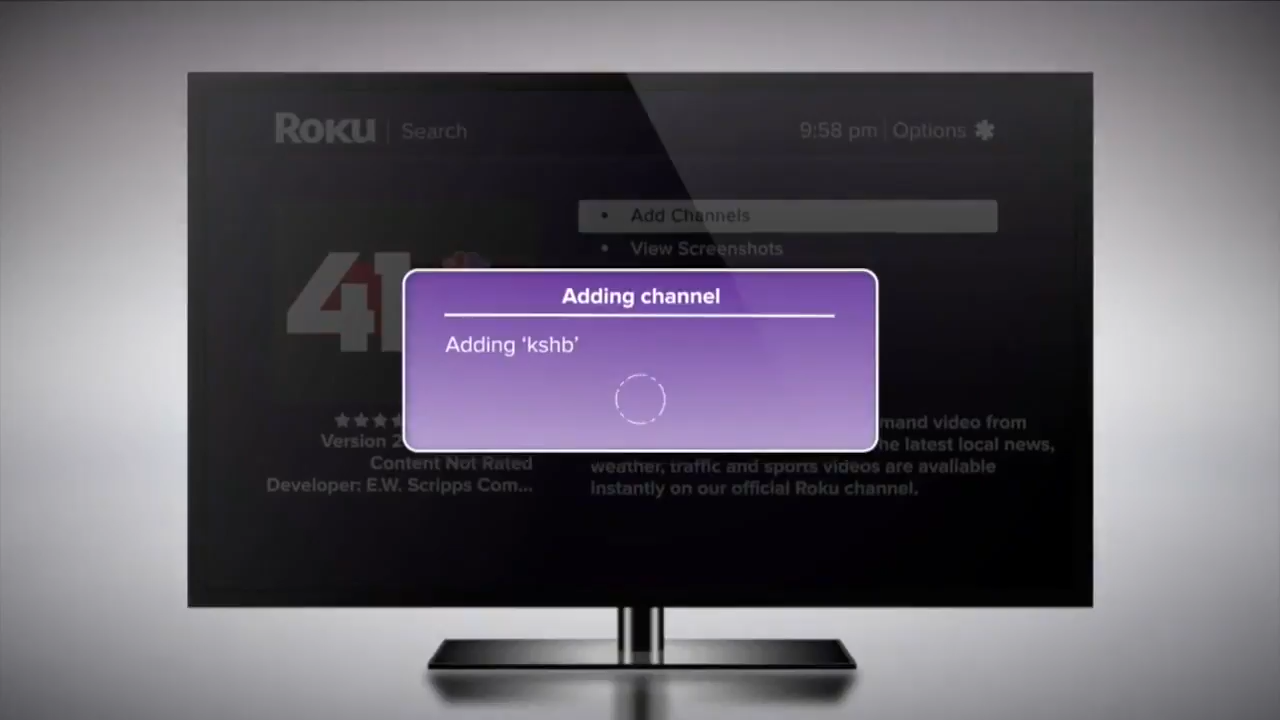 Roku | Search
9:58 pm | Options ✱
• Add Channels
• View Screenshots
41
Adding channel
Adding ‘kshb’
mand video from
Version 2
he latest local news,
Content Not Rated
weather, traffic and sports videos are available
Developer: E.W. Scripps Com...
instantly on our official Roku channel.